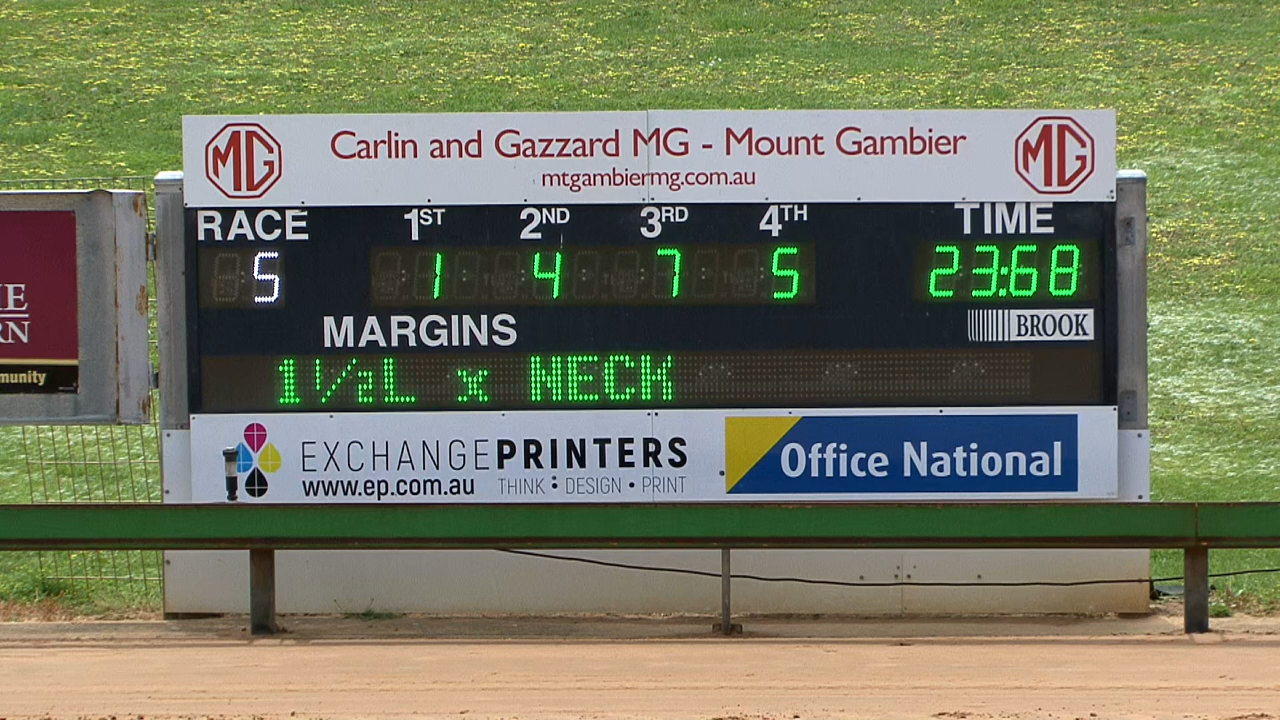 MG Carlin and Gazzard MG - Mount Gambier MG
mtgambiermg.com.au
RACE 1ST 2ND 3RD 4TH TIME
5 1 4 7 5 23:68
MARGINS BROOK
1½L x NECK
EXCHANGEPRINTERS
www.ep.com.au THINK • DESIGN • PRINT
Office National
munity